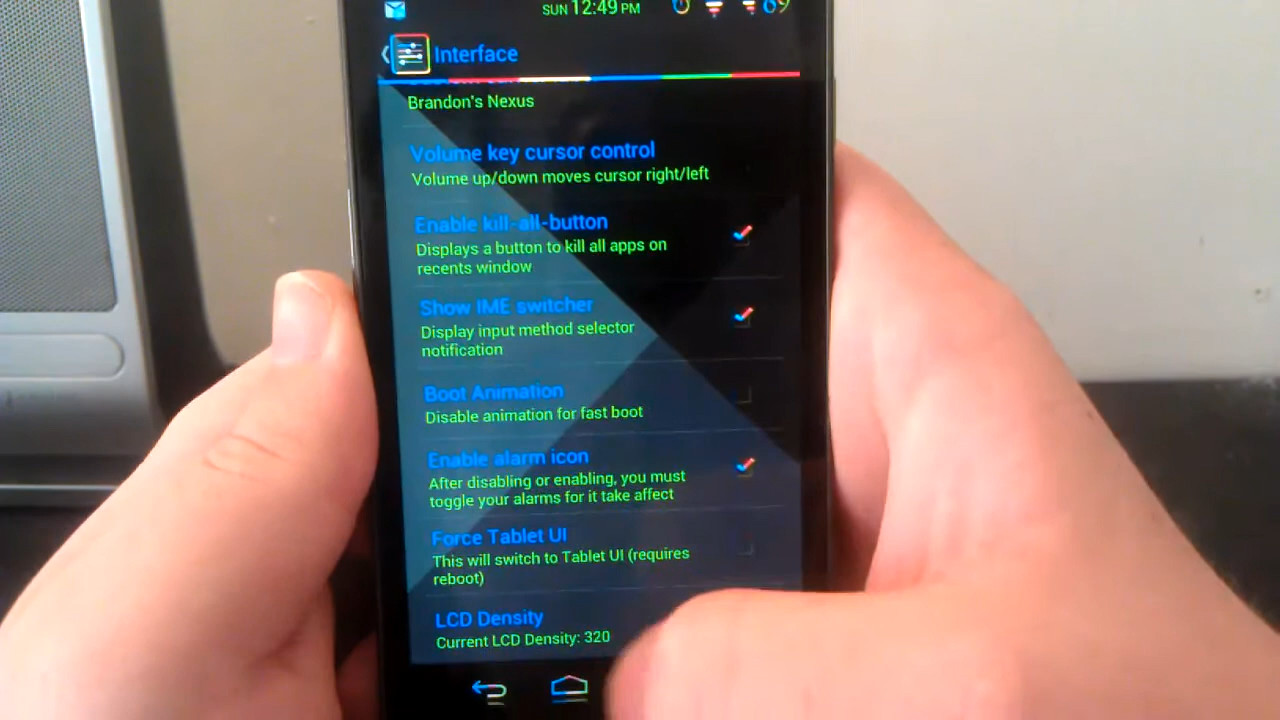 SUN 12:49 PM
69
Interface
Brandon's Nexus
Volume key cursor control
Volume up/down moves cursor right/left
Enable kill-all-button
Displays a button to kill all apps on
recents window
Show IME switcher
Display input method selector
notification
Boot Animation
Disable animation for fast boot
Enable alarm icon
After disabling or enabling, you must
toggle your alarms for it take affect
Force Tablet UI
This will switch to Tablet UI (requires
reboot)
LCD Density
Current LCD Density: 320